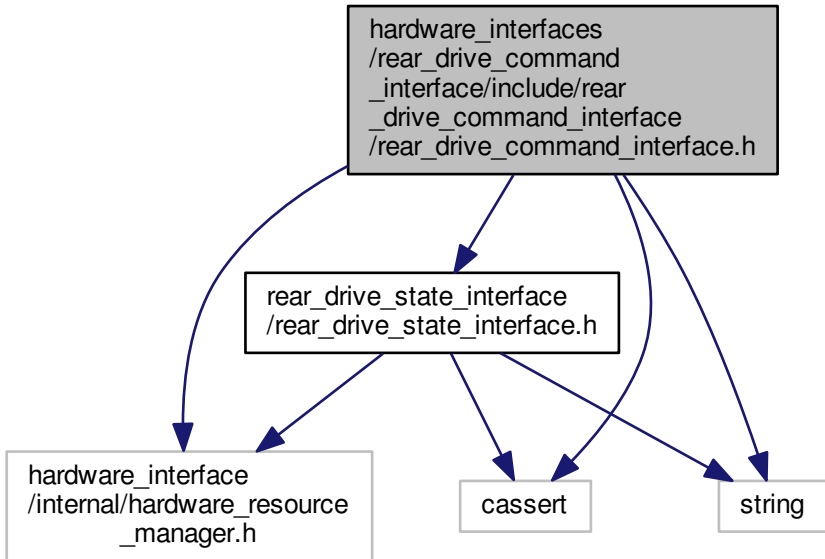 hardware_interfaces
/rear_drive_command
_interface/include/rear
_drive_command_interface
/rear_drive_command_interface.h
rear_drive_state_interface
/rear_drive_state_interface.h
hardware_interface
/internal/hardware_resource
_manager.h
cassert
string